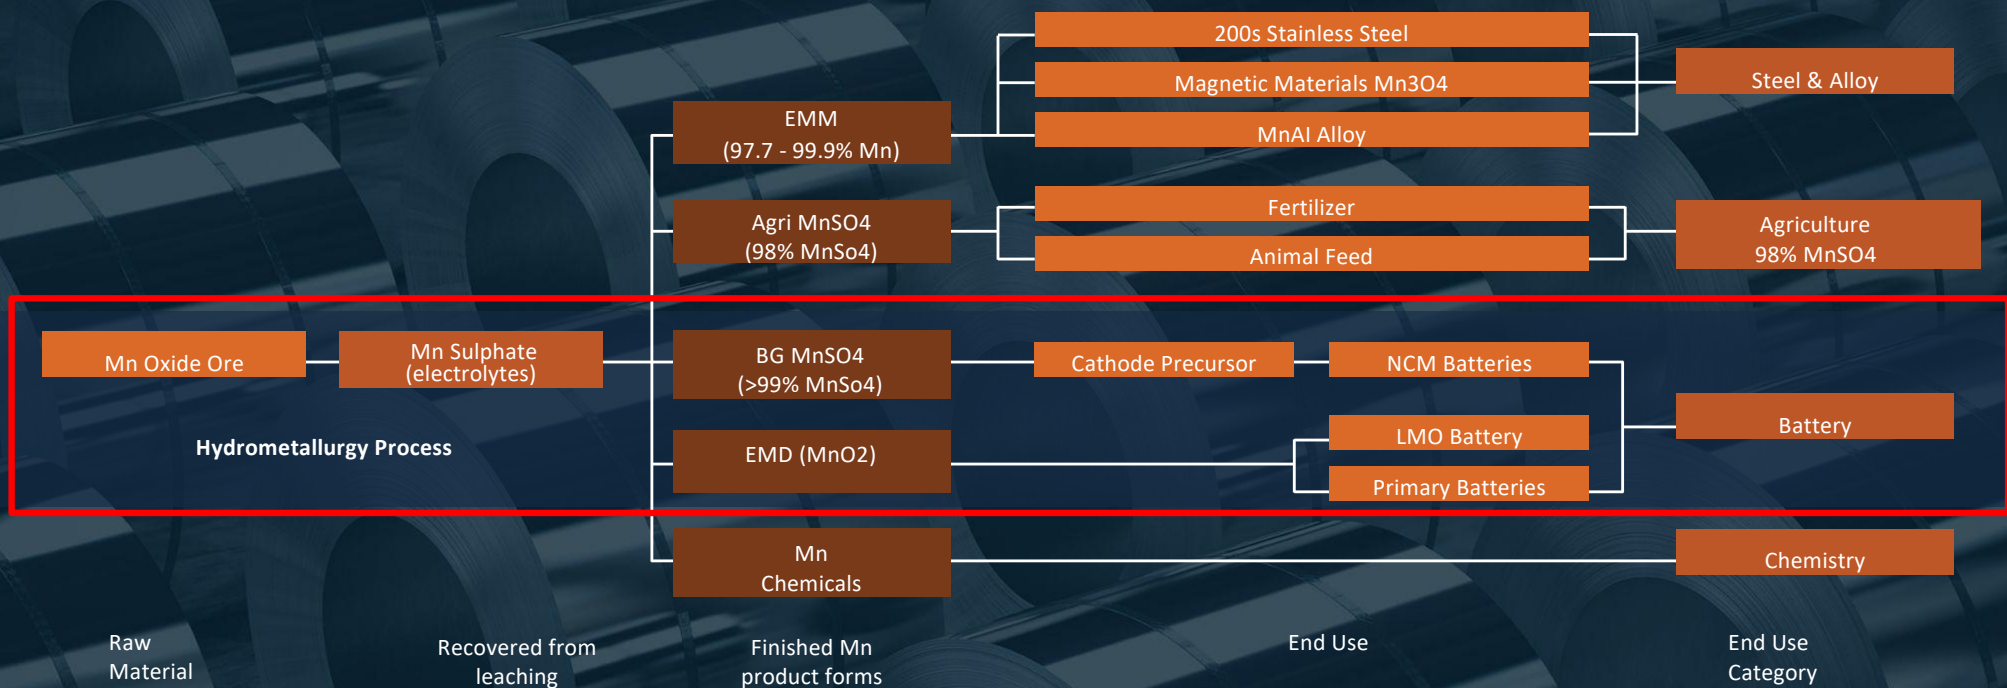 200s Stainless Steel
Magnetic Materials Mn3O4
MnAI Alloy
Steel & Alloy
EMM
(97.7 - 99.9% Mn)
Agri MnSO4
(98% MnSo4)
Fertilizer
Animal Feed
Agriculture
98% MnSO4
Mn Oxide Ore
Mn Sulphate
(electrolytes)
BG MnSO4
(>99% MnSo4)
Cathode Precursor
NCM Batteries
Hydrometallurgy Process
EMD (MnO2)
LMO Battery
Primary Batteries
Battery
Mn
Chemicals
Chemistry
Raw
Material
Recovered from
leaching
Finished Mn
product forms
End Use
End Use
Category